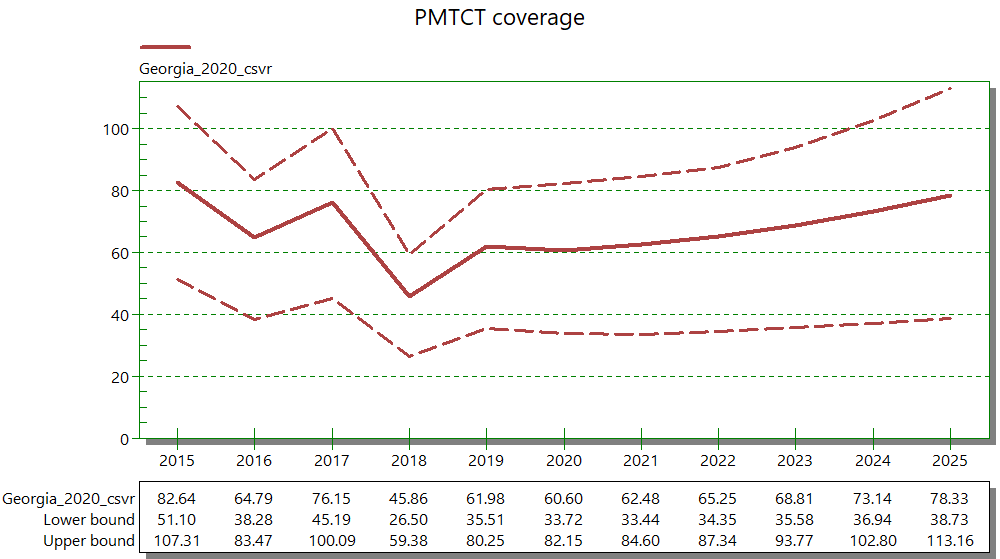 PMTCT coverage
Georgia_2020_csvr
100
80
60
40
20
0
2015 2016 2017 2018 2019 2020 2021 2022 2023 2024 2025
Georgia_2020_csvr 82.64 64.79 76.15 45.86 61.98 60.60 62.48 65.25 68.81 73.14 78.33
Lower bound 51.10 38.28 45.19 26.50 35.51 33.72 33.44 34.35 35.58 36.94 38.73
Upper bound 107.31 83.47 100.09 59.38 80.25 82.15 84.60 87.34 93.77 102.80 113.16